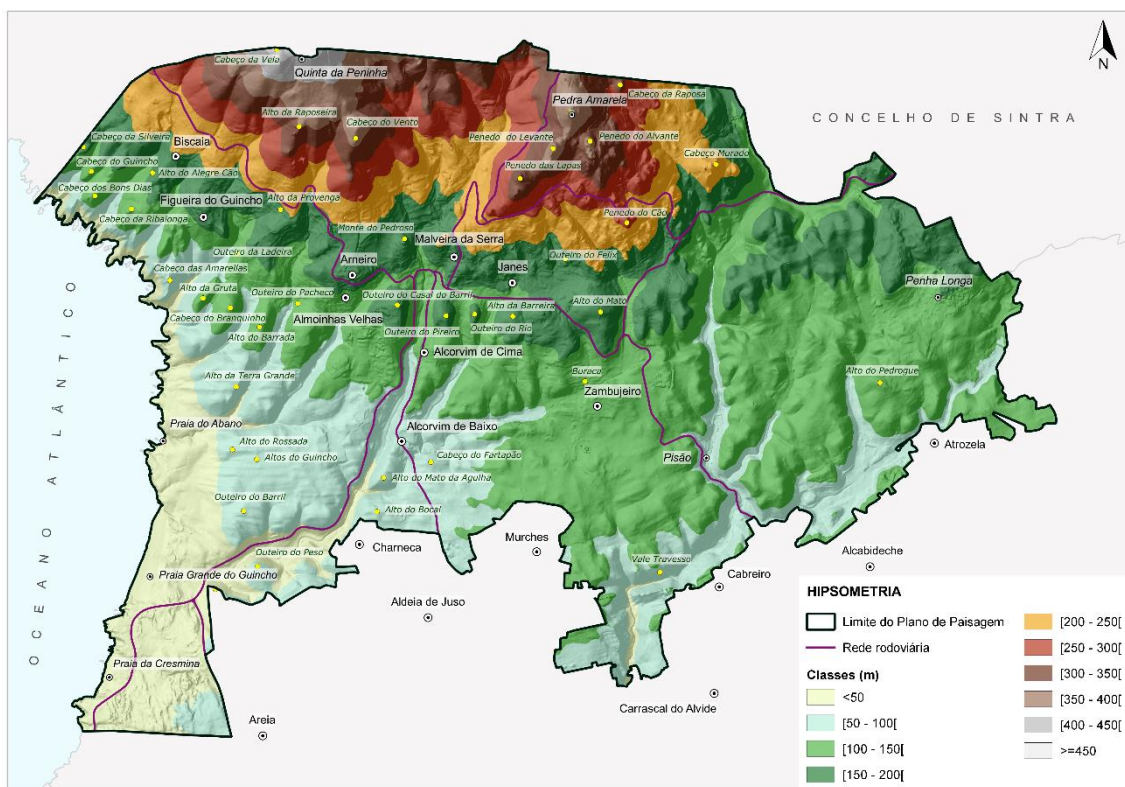 Cabeço da Vela
Quinta da Peninha
N
Pedra Amarela
Cabeço da Raposa
CONCELHO DE SINTRA
Alto da Raposeira
Cabeço do Vento
Penedo do Levante
Penedo do Alvante
Cabeço da Silveira
Biscaia
Cabeço do Guincho
Alto do Alegre Cão
Penedo das Lapas
Cabeço Murado
Cabeço dos Bons Dias
Figueira do Guincho
Alto da Provenga
Cabeço da Ribalonga
Penedo do Cão
Monte do Pedroso
Malveira da Serra
Outeiro da Ladeira
Outeiro do Felix
Cabeço das Amarelias
Arneiro
Janes
Alto da Gruta
Outeiro do Pacheco
Outeiro do Casal do Barril
Alto da Barreira
Alto do Mato
Penha Longa
Cabeço do Branquinho
Almoinhas Velhas
Outeiro do Pireiro
Outeiro do Rio
Alto do Barrada
Alcorvim de Cima
Alto da Terra Grande
Buraca
Alto do Pedrogue
Zambujeiro
OCEANO ATLÂNTICO
Praia do Abano
Alto do Rossada
Alcorvim de Baixo
Atrozela
Altos do Guincho
Cabeço do Fartapão
Pisão
Alto do Mato da Agulha
Outeiro do Barril
Alto do Bocal
Outeiro do Peso
Charneca
Murches
Alcabideche
Praia Grande do Guincho
Vale Travesso
Cabreiro
Aldeia de Juso
Praia da Cresmina
Carrascal do Alvide
Areia
HIPSOMETRIA
Limite do Plano de Paisagem
Rede rodoviária
Classes (m)
<50
[50 - 100[
[100 - 150[
[150 - 200[
[200 - 250[
[250 - 300[
[300 - 350[
[350 - 400[
[400 - 450[
>=450